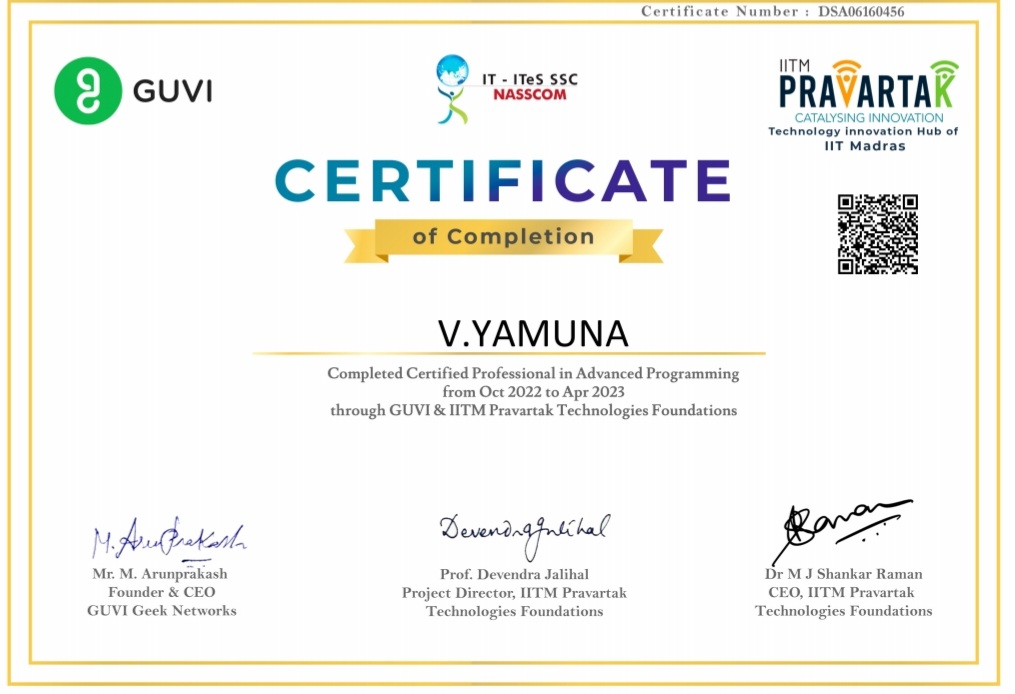 Certificate Number : DSA06160456
GUVI
IT - ITeS SSC
NASSCOM
IITM
PRAVARTAK
CATALYSING INNOVATION
Technology innovation Hub of
IIT Madras
CERTIFICATE
of Completion
V.YAMUNA
Completed Certified Professional in Advanced Programming
from Oct 2022 to Apr 2023
through GUVI & IITM Pravartak Technologies Foundations
M. ArunPrakash
Mr. M. Arunprakash
Founder & CEO
GUVI Geek Networks
Devendra Jalihal
Prof. Devendra Jalihal
Project Director, IITM Pravartak
Technologies Foundations
Dr M J Shankar Raman
CEO, IITM Pravartak
Technologies Foundations